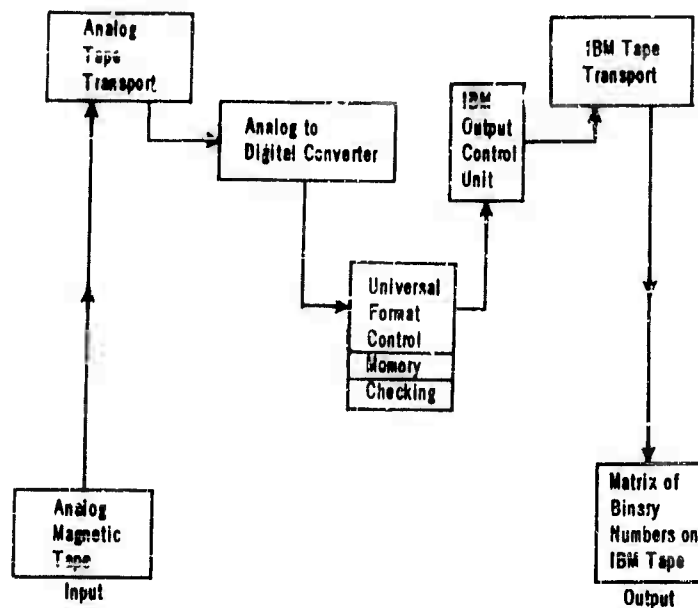 Analog
Tape
Transport
Analog to
Digital Converter
IBM
Output
Control
Unit
IBM Tape
Transport
Universal
Format
Control
Memory
Checking
Analog
Magnetic
Tape
Input
Matrix of
Binary
Numbers on
IBM Tape
Output